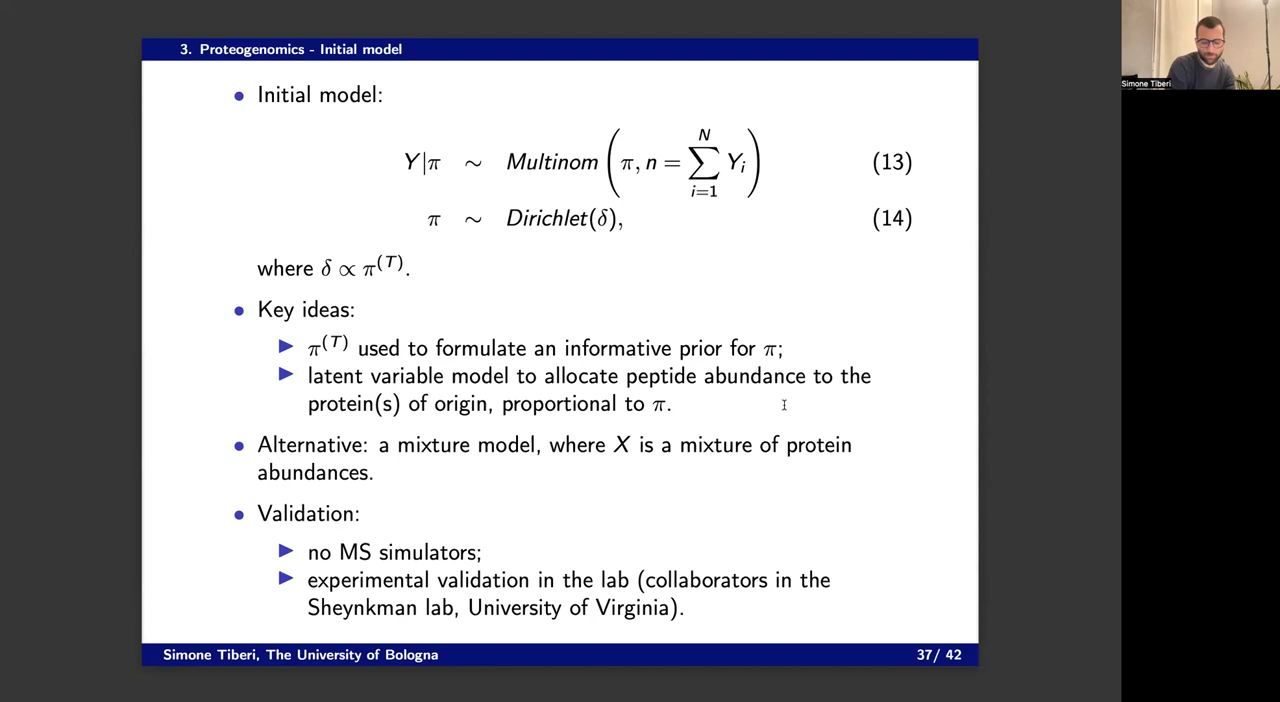 3. Proteogenomics - Initial model
Simone Tiberi
• Initial model:
Y|π ∼ Multinom (π, n = ∑_{i=1}^{N} Y_i) (13)
π ∼ Dirichlet(δ), (14)
where δ ∝ π^{(T)}.
• Key ideas:
▶ π^{(T)} used to formulate an informative prior for π;
▶ latent variable model to allocate peptide abundance to the
protein(s) of origin, proportional to π.
• Alternative: a mixture model, where X is a mixture of protein
abundances.
• Validation:
▶ no MS simulators;
▶ experimental validation in the lab (collaborators in the
Sheynkman lab, University of Virginia).
Simone Tiberi, The University of Bologna 37/ 42